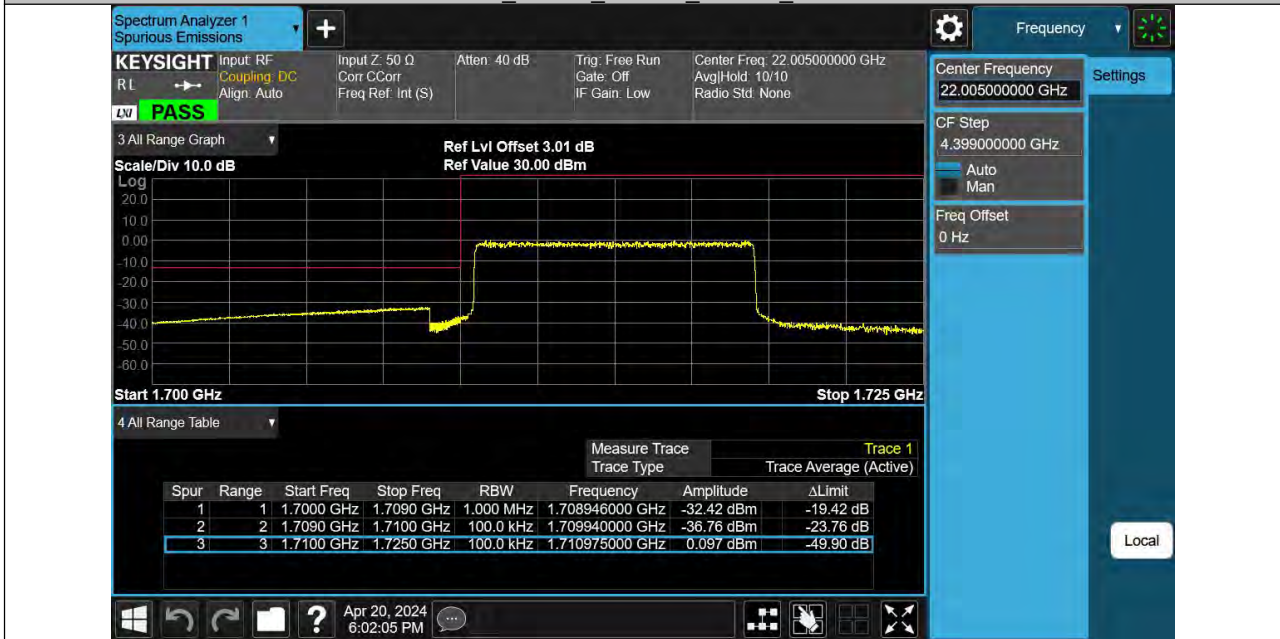 Spectrum Analyzer 1
Spurious Emissions
+
Frequency
KEYSIGHT Input: RF Input Z: 50 Ω Atten: 40 dB Trig: Free Run Center Freq: 22.005000000 GHz
RL Coupling: DC Corr CCorr Gate: Off Avg|Hold: 10/10
Align: Auto Freq Ref: Int (S) IF Gain: Low Radio Std: None
LXI PASS
Center Frequency
22.005000000 GHz
Settings
CF Step
4.399000000 GHz
Auto
Man
Freq Offset
0 Hz
3 All Range Graph
Ref Lvl Offset 3.01 dB
Scale/Div 10.0 dB Ref Value 30.00 dBm
Log
20.0
10.0
0.00
-10.0
-20.0
-30.0
-40.0
-50.0
-60.0
Start 1.700 GHz Stop 1.725 GHz
4 All Range Table
Measure Trace Trace 1
Trace Type Trace Average (Active)
Spur Range Start Freq Stop Freq RBW Frequency Amplitude ΔLimit
1 1 1.7000 GHz 1.7090 GHz 1.000 MHz 1.708946000 GHz -32.42 dBm -19.42 dB
2 2 1.7090 GHz 1.7100 GHz 100.0 kHz 1.709940000 GHz -36.76 dBm -23.76 dB
3 3 1.7100 GHz 1.7250 GHz 100.0 kHz 1.710975000 GHz 0.097 dBm -49.90 dB
Local
?
Apr 20, 2024
6:02:05 PM